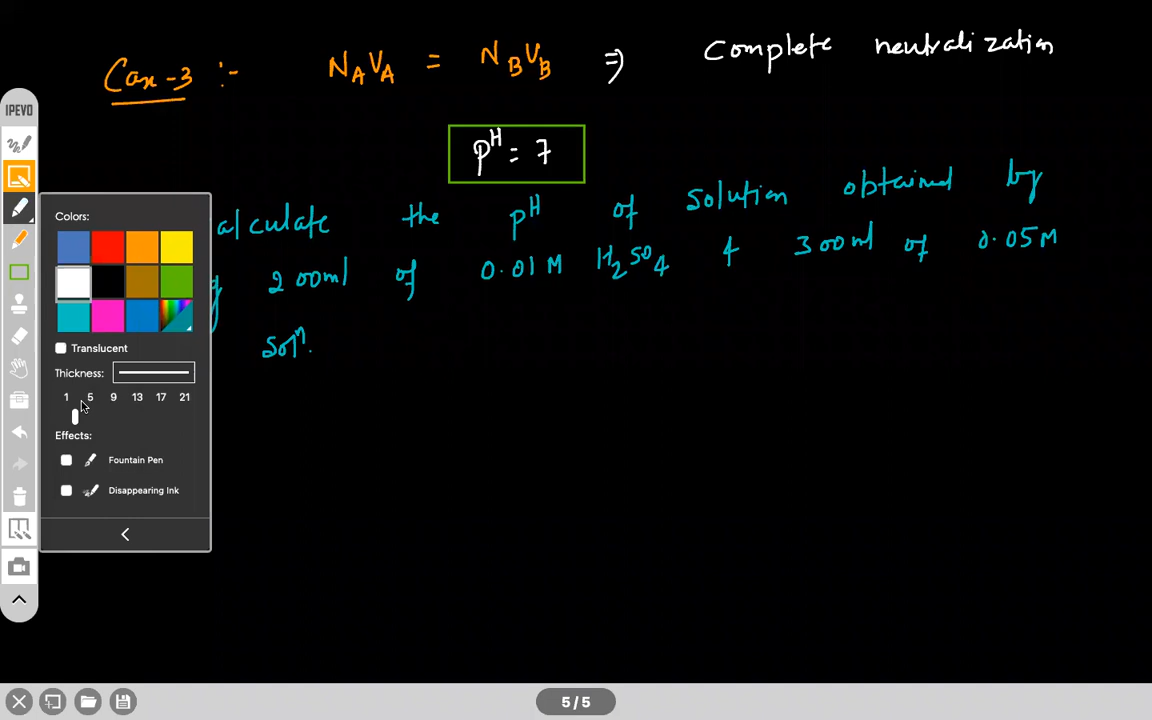 Case-3 :- NAVA = NBVB ⇒ Complete neutralization
pH = 7
alculate the pH of solution obtained by
g 200ml of 0.01M H2SO4 & 300ml of 0.05M
Soln.
IPEVO
Colors:
Translucent
Thickness:
1 5 9 13 17 21
Effects:
Fountain Pen
Disappearing Ink
5/5